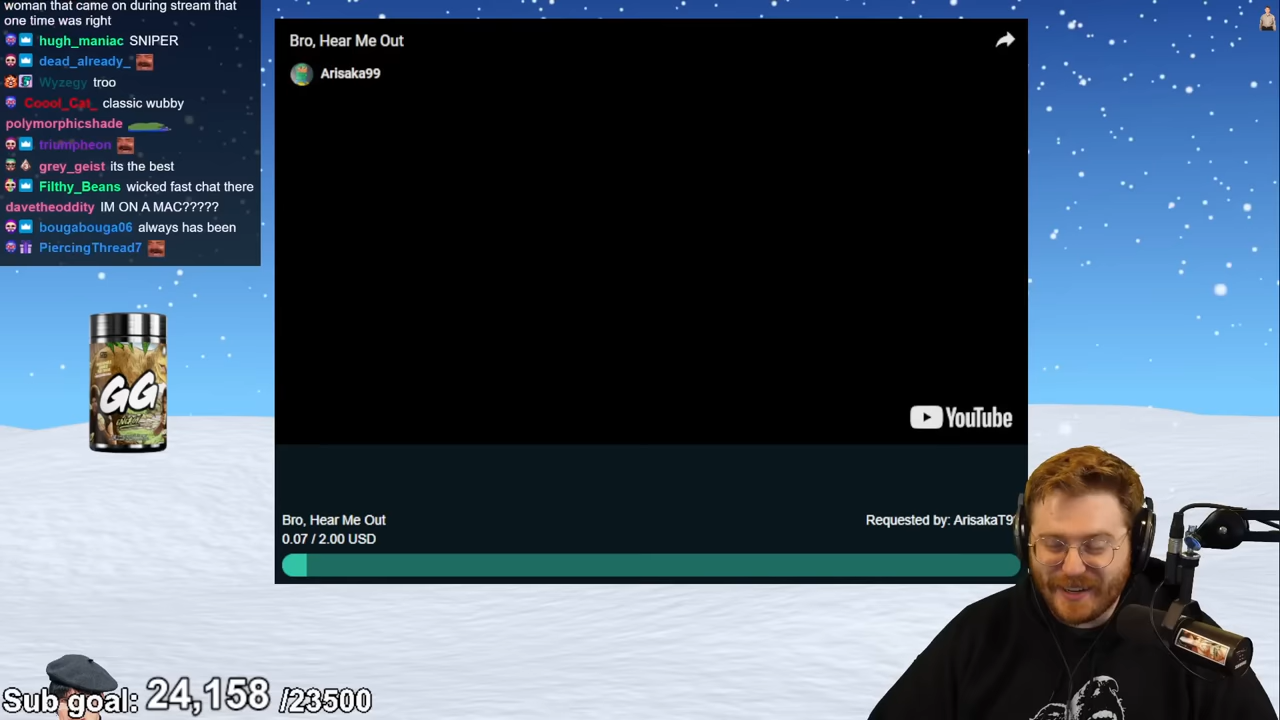 woman that came on during stream that
one time was right
hugh_maniac SNIPER
dead_already_
Wyzegy troo
Coool_Cat_ classic wubby
polymorphicshade
friumpheon
grey_geist its the best
Filthy_Beans wicked fast chat there
davetheoddity IM ON A MAC?????
bougabouga06 always has been
PiercingThread7
Bro, Hear Me Out
Arisaka99
YouTube
GG
Bro, Hear Me Out
Requested by: ArisakaT9
0.07 / 2.00 USD
Sub goal: 24,158 /23500